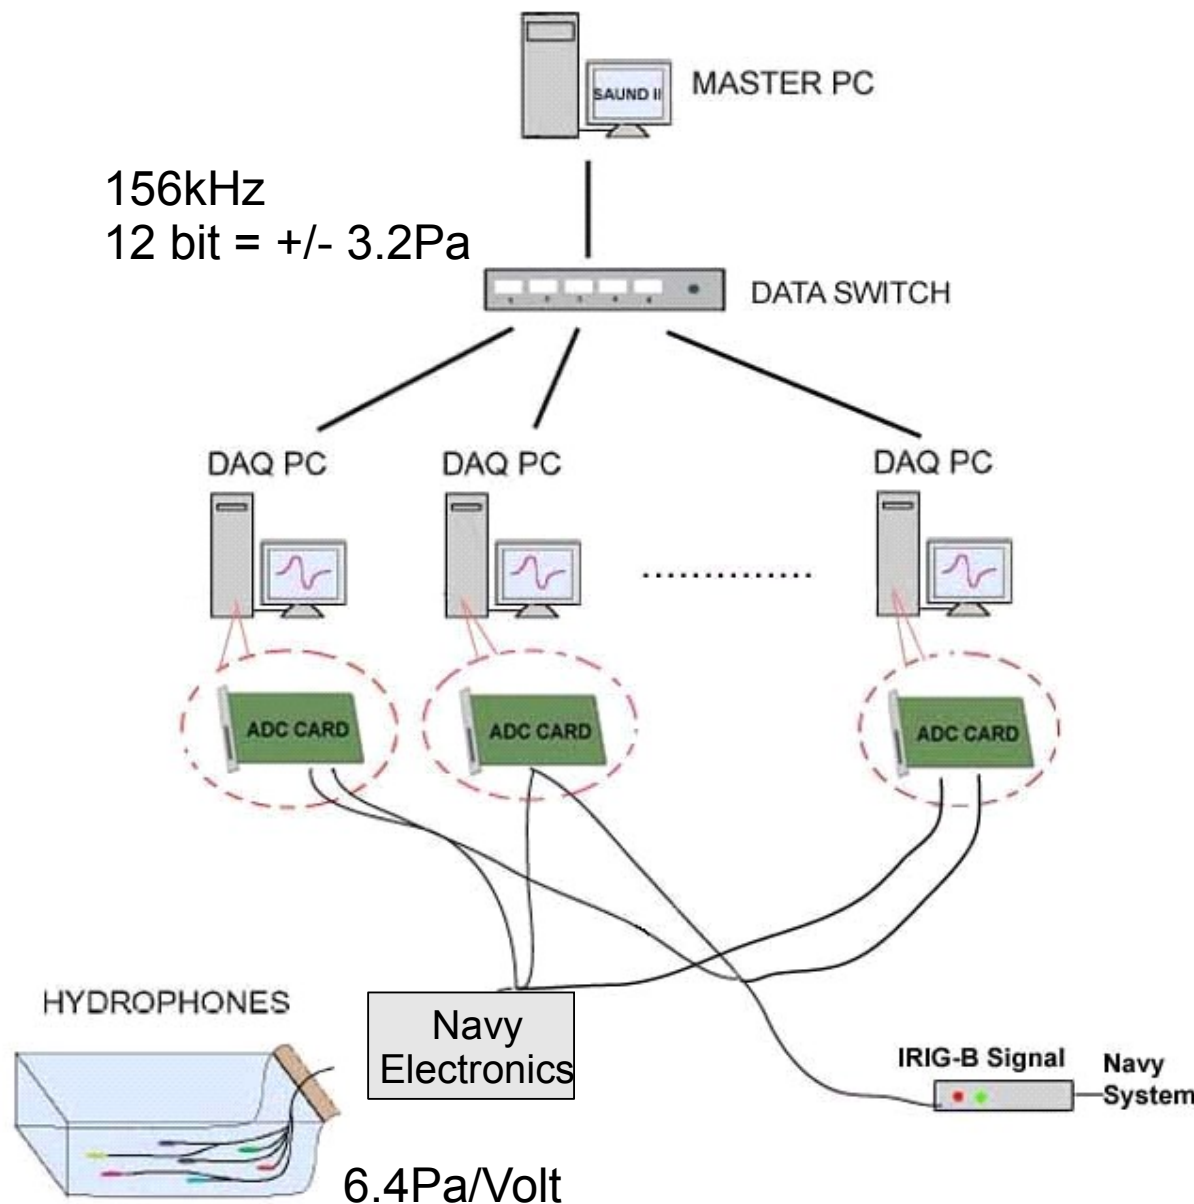 SAUND II
MASTER PC
156kHz
12 bit = +/- 3.2Pa
DATA SWITCH
DAQ PC
DAQ PC
DAQ PC
..............
ADC CARD
ADC CARD
ADC CARD
HYDROPHONES
Navy
Electronics
IRIG-B Signal
Navy
System
6.4Pa/Volt